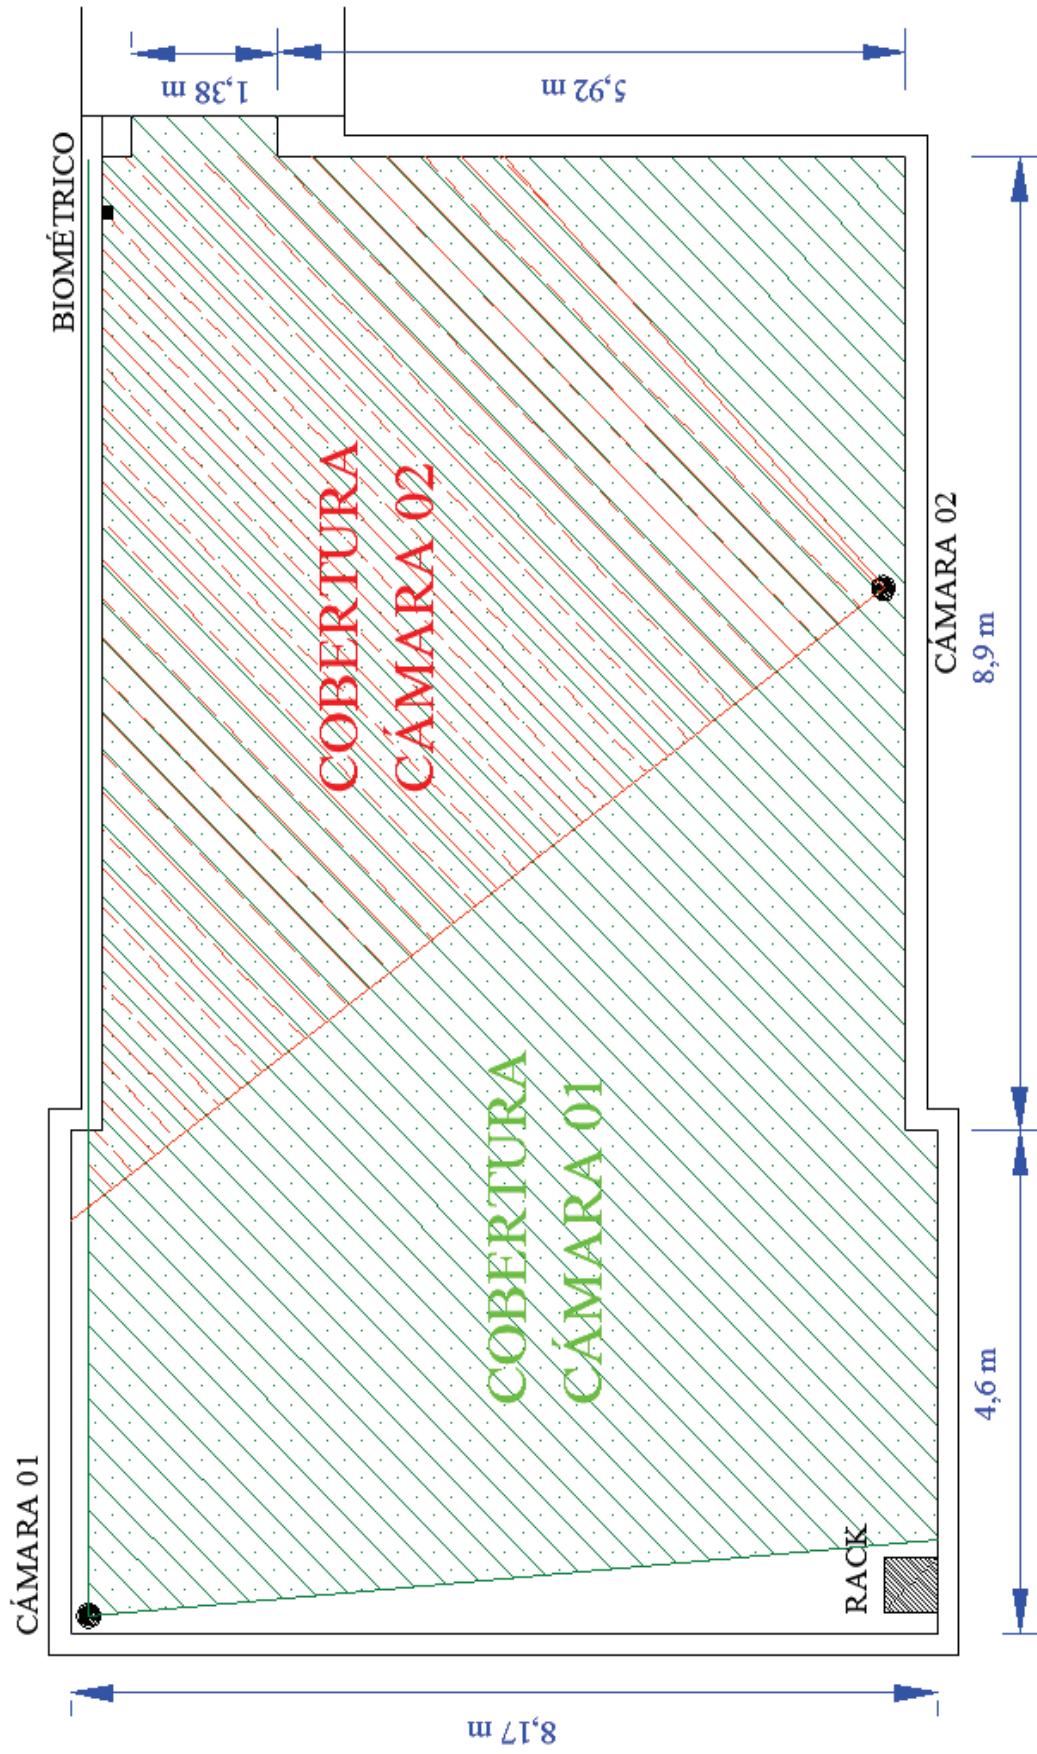 CÁMARA 01
BIOMÉTRICO
1,38 m
5,92 m
COBERTURA
CÁMARA 02
COBERTURA
CÁMARA 01
RACK
CÁMARA 02
8,17 m
4,6 m
8,9 m